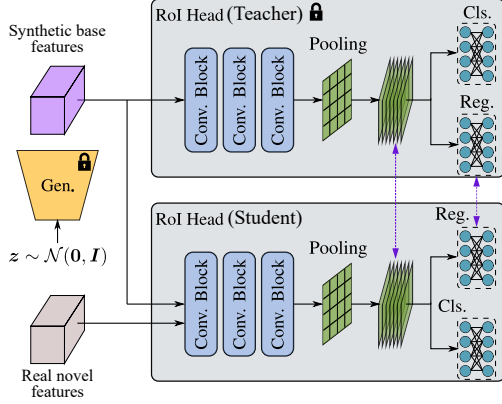 Synthetic base
features
RoI Head (Teacher)
Cls.
Pooling
Conv. Block
Conv. Block
Conv. Block
Reg.
Gen.
z ∼ 𝒩(0, I)
RoI Head (Student)
Reg.
Pooling
Conv. Block
Conv. Block
Conv. Block
Cls.
Real novel
features